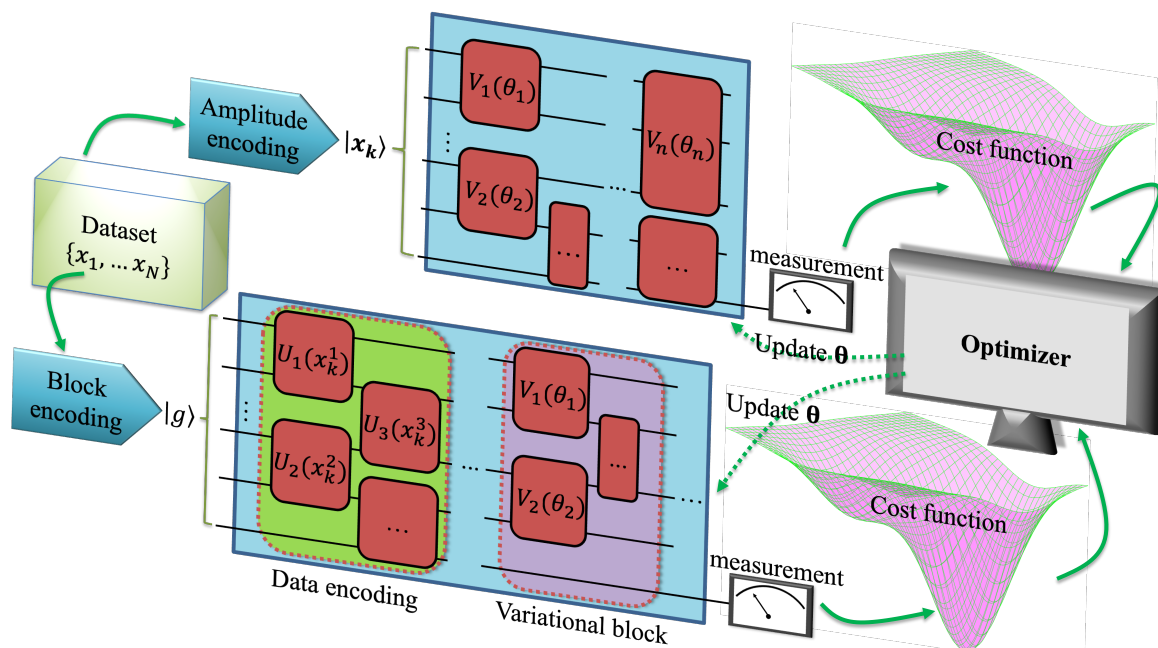 Amplitude
encoding
|x_k⟩
V_1(θ_1)
V_2(θ_2)
⋮
...
....
V_n(θ_n)
...
Dataset
{x_1, … x_N}
Cost function
measurement
Optimizer
Update θ
Update θ
Block
encoding
|g⟩
⋮
U_1(x_k^1)
U_2(x_k^2)
U_3(x_k^3)
...
...
V_1(θ_1)
V_2(θ_2)
...
....
Data encoding
Variational block
measurement
Cost function